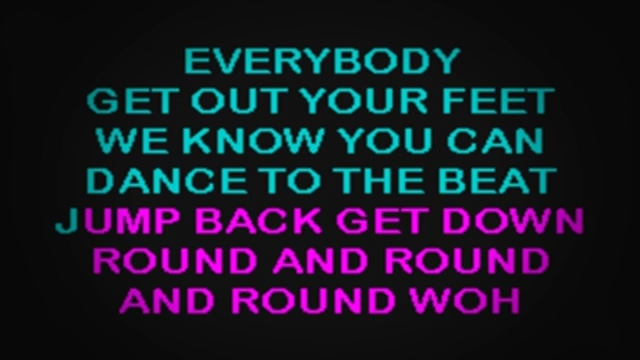 EVERYBODY
GET OUT YOUR FEET
WE KNOW YOU CAN
DANCE TO THE BEAT
JUMP BACK GET DOWN
ROUND AND ROUND
AND ROUND WOH